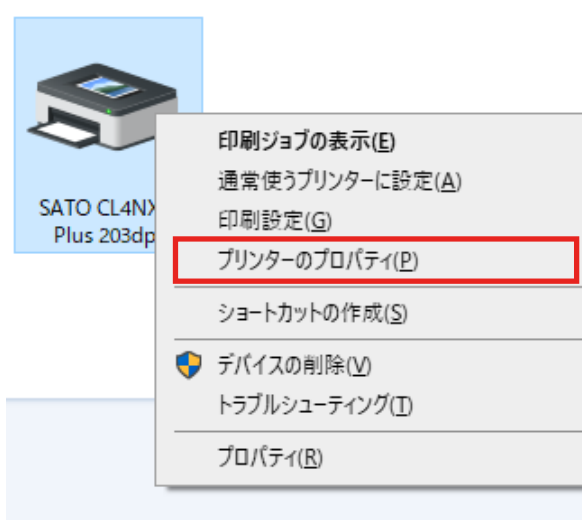 SATO CL4NX
Plus 203dp
印刷ジョブの表示(E)
通常使うプリンターに設定(A)
印刷設定(G)
プリンターのプロパティ(P)
ショートカットの作成(S)
デバイスの削除(V)
トラブルシューティング(T)
プロパティ(R)